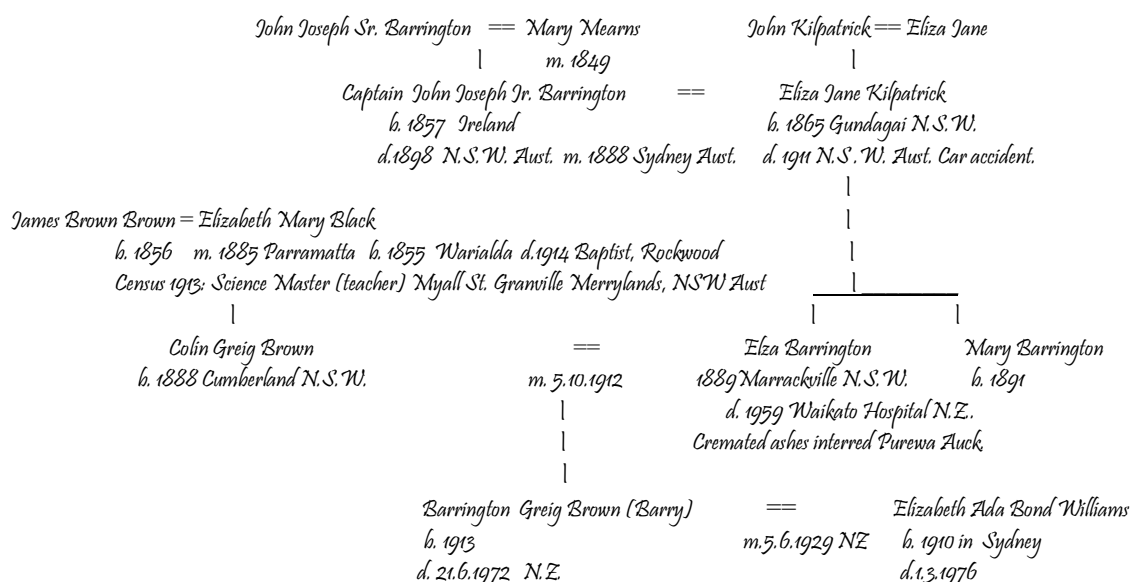 John Joseph Sr. Barrington == Mary Mearns John Kilpatrick == Eliza Jane
m. 1849
Captain John Joseph Jr. Barrington == Eliza Jane Kilpatrick
b. 1857 Ireland b. 1865 Gundagai N.S.W.
d.1898 N.S.W. Aust. m. 1888 Sydney Aust. d. 1911 N.S.W. Aust. Car accident.
James Brown Brown = Elizabeth Mary Black
b. 1856 m. 1885 Parramatta b. 1855 Warialda d.1914 Baptist, Rockwood
Census 1913: Science Master (teacher) Myall St. Granville Merrylands, NSW Aust
Colin Greig Brown == Elza Barrington Mary Barrington
b. 1888 Cumberland N.S.W. m. 5.10.1912 1889 Marrackville N.S.W. b. 1891
d. 1959 Waikato Hospital N.Z.
Cremated ashes interred Purewa Auck.
Barrington Greig Brown (Barry) == Elizabeth Ada Bond Williams
b. 1913 m.5.6.1929 NZ b. 1910 in Sydney
d. 21.6.1972 N.Z. d.1.3.1976